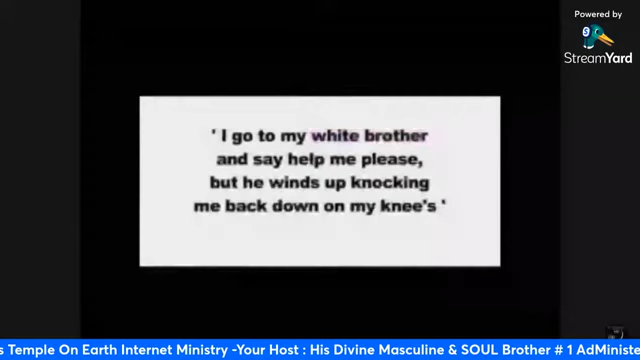 Powered by
StreamYard
' I go to my white brother
and say help me please,
but he winds up knocking
me back down on my knee's '
s Temple On Earth Internet Ministry -Your Host : His Divine Masculine & SOUL Brother # 1 AdMiniste